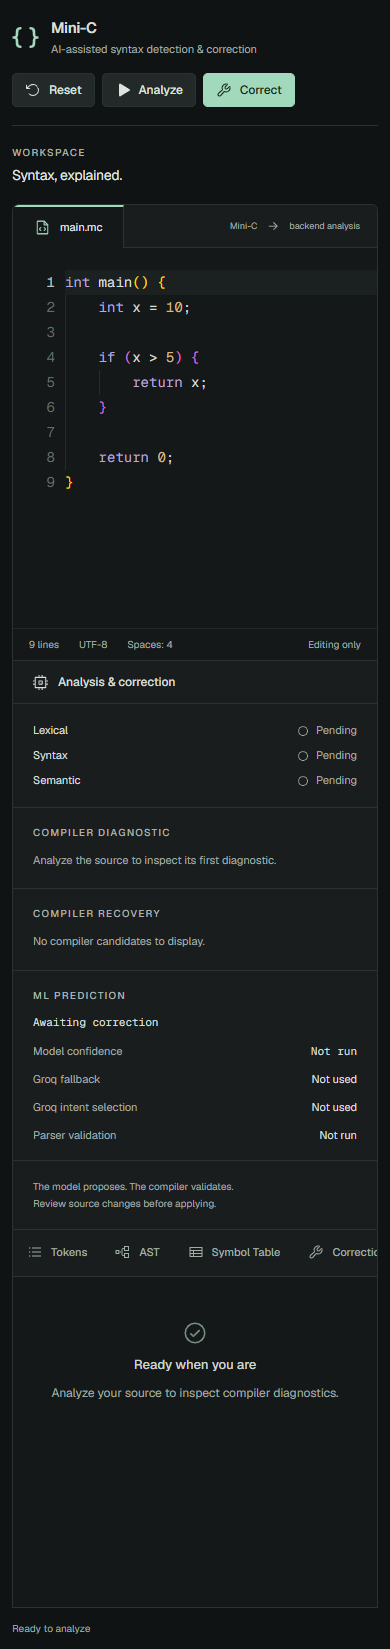 { } Mini-C
AI-assisted syntax detection & correction
Reset Analyze Correct
WORKSPACE
Syntax, explained.
main.mc Mini-C → backend analysis
1 int main() {
2     int x = 10;
3
4     if (x > 5) {
5         return x;
6     }
7
8     return 0;
9 }
9 lines UTF-8 Spaces: 4 Editing only
Analysis & correction
Lexical Pending
Syntax Pending
Semantic Pending
COMPILER DIAGNOSTIC
Analyze the source to inspect its first diagnostic.
COMPILER RECOVERY
No compiler candidates to display.
ML PREDICTION
Awaiting correction
Model confidence Not run
Groq fallback Not used
Groq intent selection Not used
Parser validation Not run
The model proposes. The compiler validates.
Review source changes before applying.
Tokens AST Symbol Table Correctio
Ready when you are
Analyze your source to inspect compiler diagnostics.
Ready to analyze